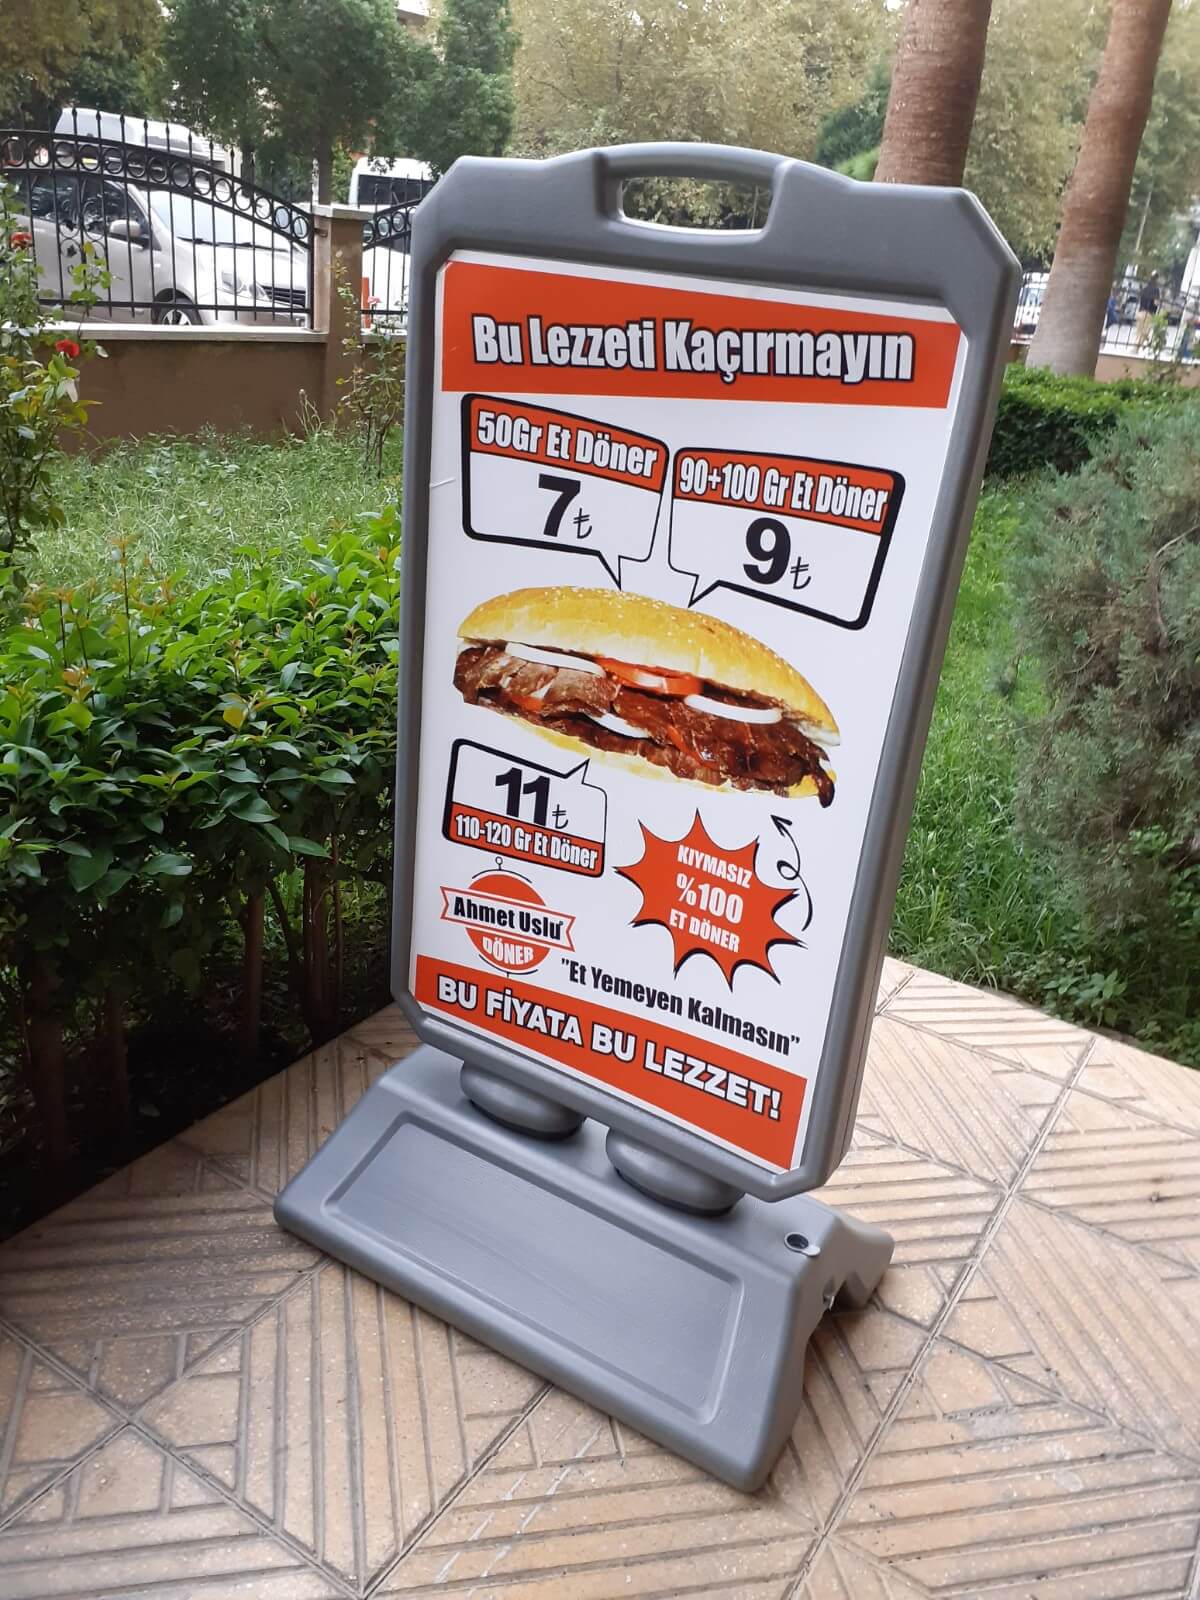 Bu Lezzeti Kaçırmayın
50Gr Et Döner
7₺
90+100 Gr Et Döner
9₺
11₺
110-120 Gr Et Döner
KIYMASIZ
%100
ET DÖNER
Ahmet Uslu
DÖNER
"Et Yemeyen Kalmasın"
BU FİYATA BU LEZZET!